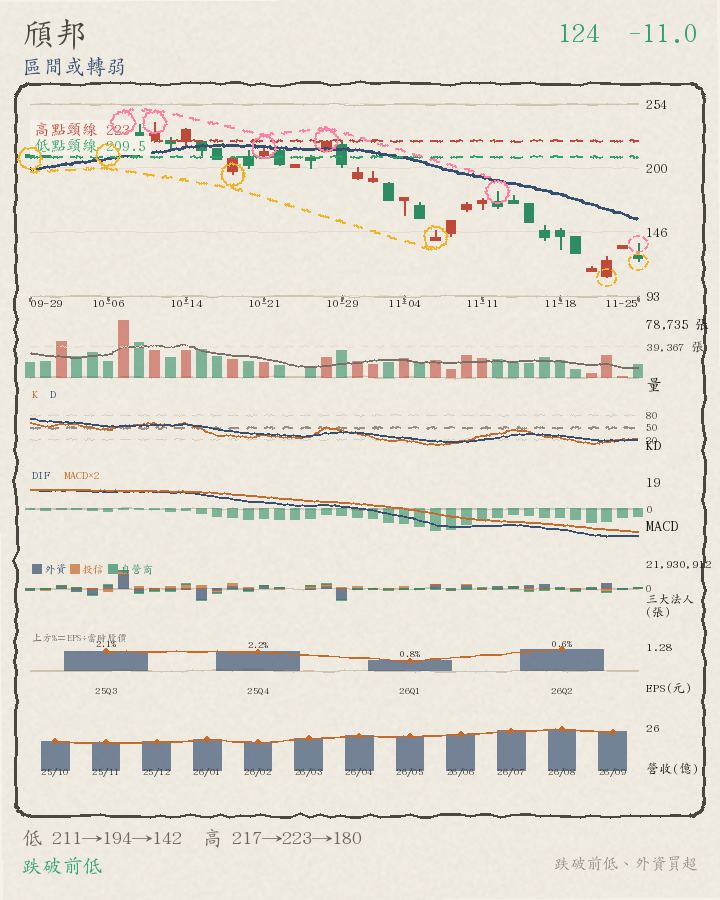 頎邦
124 -11.0
區間或轉弱
254
高點頸線 223
低點頸線 209.5
200
146
93
09-29 10-06 10-14 10-21 10-29 11-04 11-11 11-18 11-25
78,735 張
39,367 張
量
K D
80
50
20
KD
DIF MACD×2
19
0
MACD
21,930,912
外資 投信 自營商
0
三大法人
(張)
上方%=EPS÷當時股價
2.1% 2.2% 0.8% 0.6%
1.28
25Q3 25Q4 26Q1 26Q2
EPS(元)
26
25/10 25/11 25/12 26/01 26/02 26/03 26/04 26/05 26/06 26/07 26/08 26/09
營收(億)
低 211→194→142 高 217→223→180
跌破前低
跌破前低、外資買超